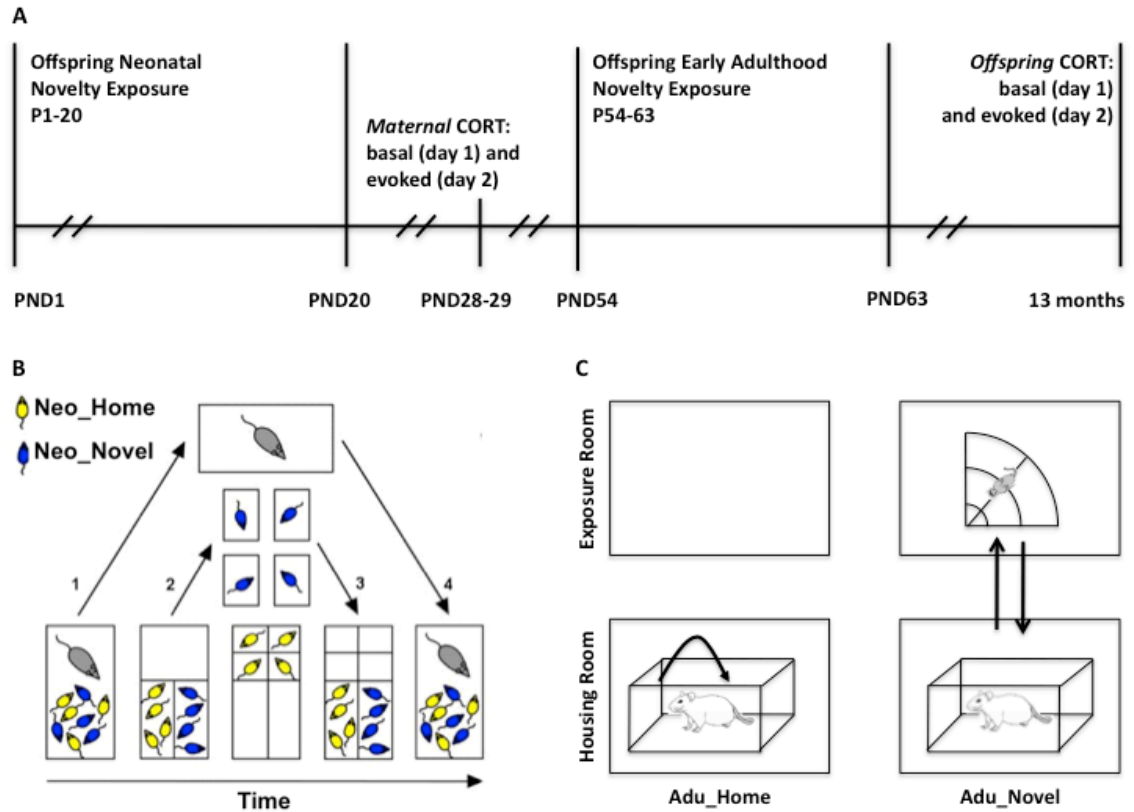 A
Offspring Neonatal
Novelty Exposure
P1-20
Maternal CORT:
basal (day 1) and
evoked (day 2)
Offspring Early Adulthood
Novelty Exposure
P54-63
Offspring CORT:
basal (day 1)
and evoked (day 2)
PND1
PND20
PND28-29
PND54
PND63
13 months
B
Neo_Home
Neo_Novel
1
2
3
4
Time
C
Exposure Room
Housing Room
Adu_Home
Adu_Novel